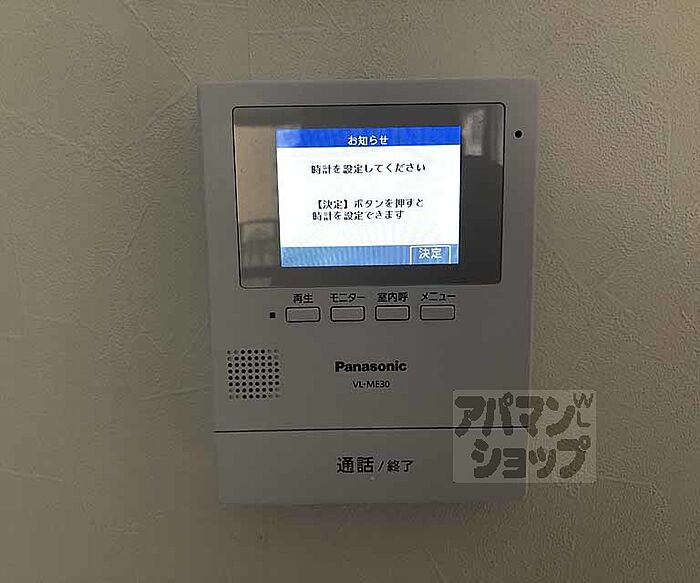 お知らせ
時計を設定してください
【決定】ボタンを押すと
時計を設定できます
決定
再生 モニター 室内呼 メニュー
Panasonic
VL-ME30
アパマン
ショップ
WL
通話/終了